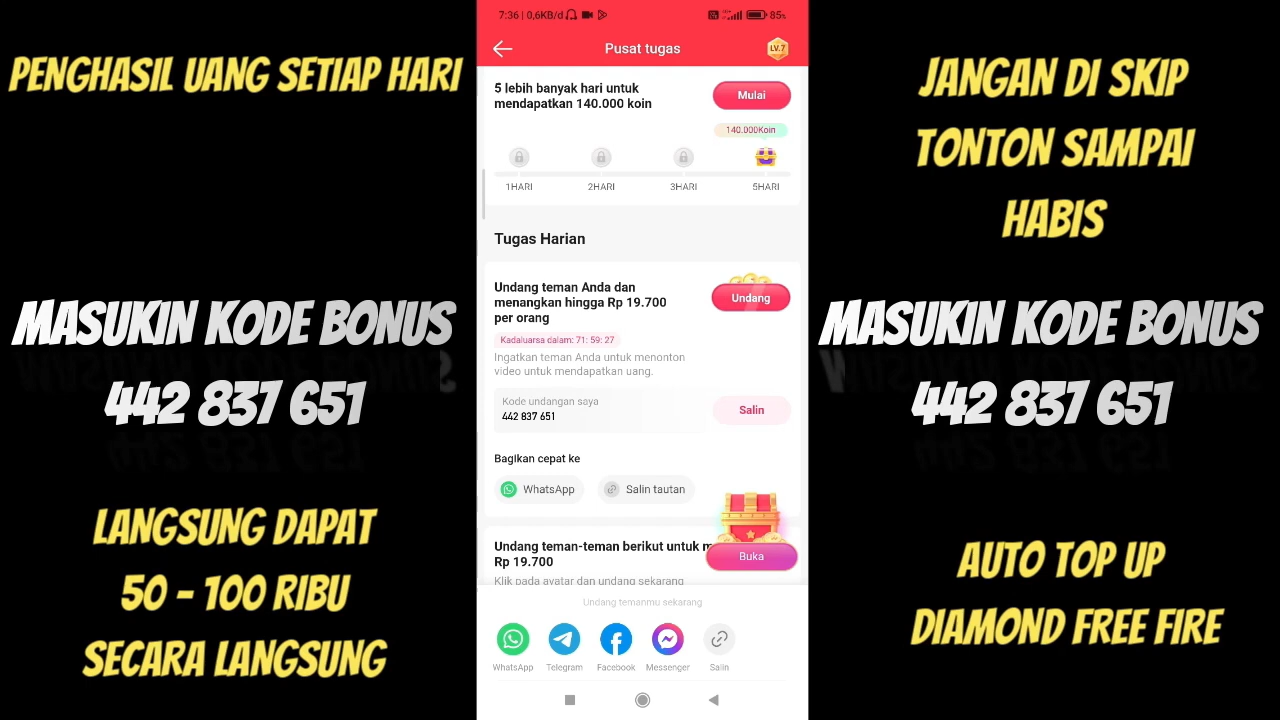 PENGHASIL UANG SETIAP HARI
MASUKIN KODE BONUS
442 837 651
LANGSUNG DAPAT
50 - 100 RIBU
SECARA LANGSUNG
7:36 | 0,6KB/d
85%
Pusat tugas
LV.7
5 lebih banyak hari untuk
mendapatkan 140.000 koin
Mulai
140.000Koin
1HARI 2HARI 3HARI 5HARI
Tugas Harian
Undang teman Anda dan
menangkan hingga Rp 19.700
per orang
Undang
Kadaluarsa dalam: 71: 59: 27
Ingatkan teman Anda untuk menonton
video untuk mendapatkan uang.
Kode undangan saya
442 837 651
Salin
Bagikan cepat ke
WhatsApp
Salin tautan
Undang teman-teman berikut untuk m
Rp 19.700
Buka
Klik pada avatar dan undang sekarang
Undang temanmu sekarang
WhatsApp Telegram Facebook Messenger Salin
JANGAN DI SKIP
TONTON SAMPAI
HABIS
MASUKIN KODE BONUS
442 837 651
AUTO TOP UP
DIAMOND FREE FIRE